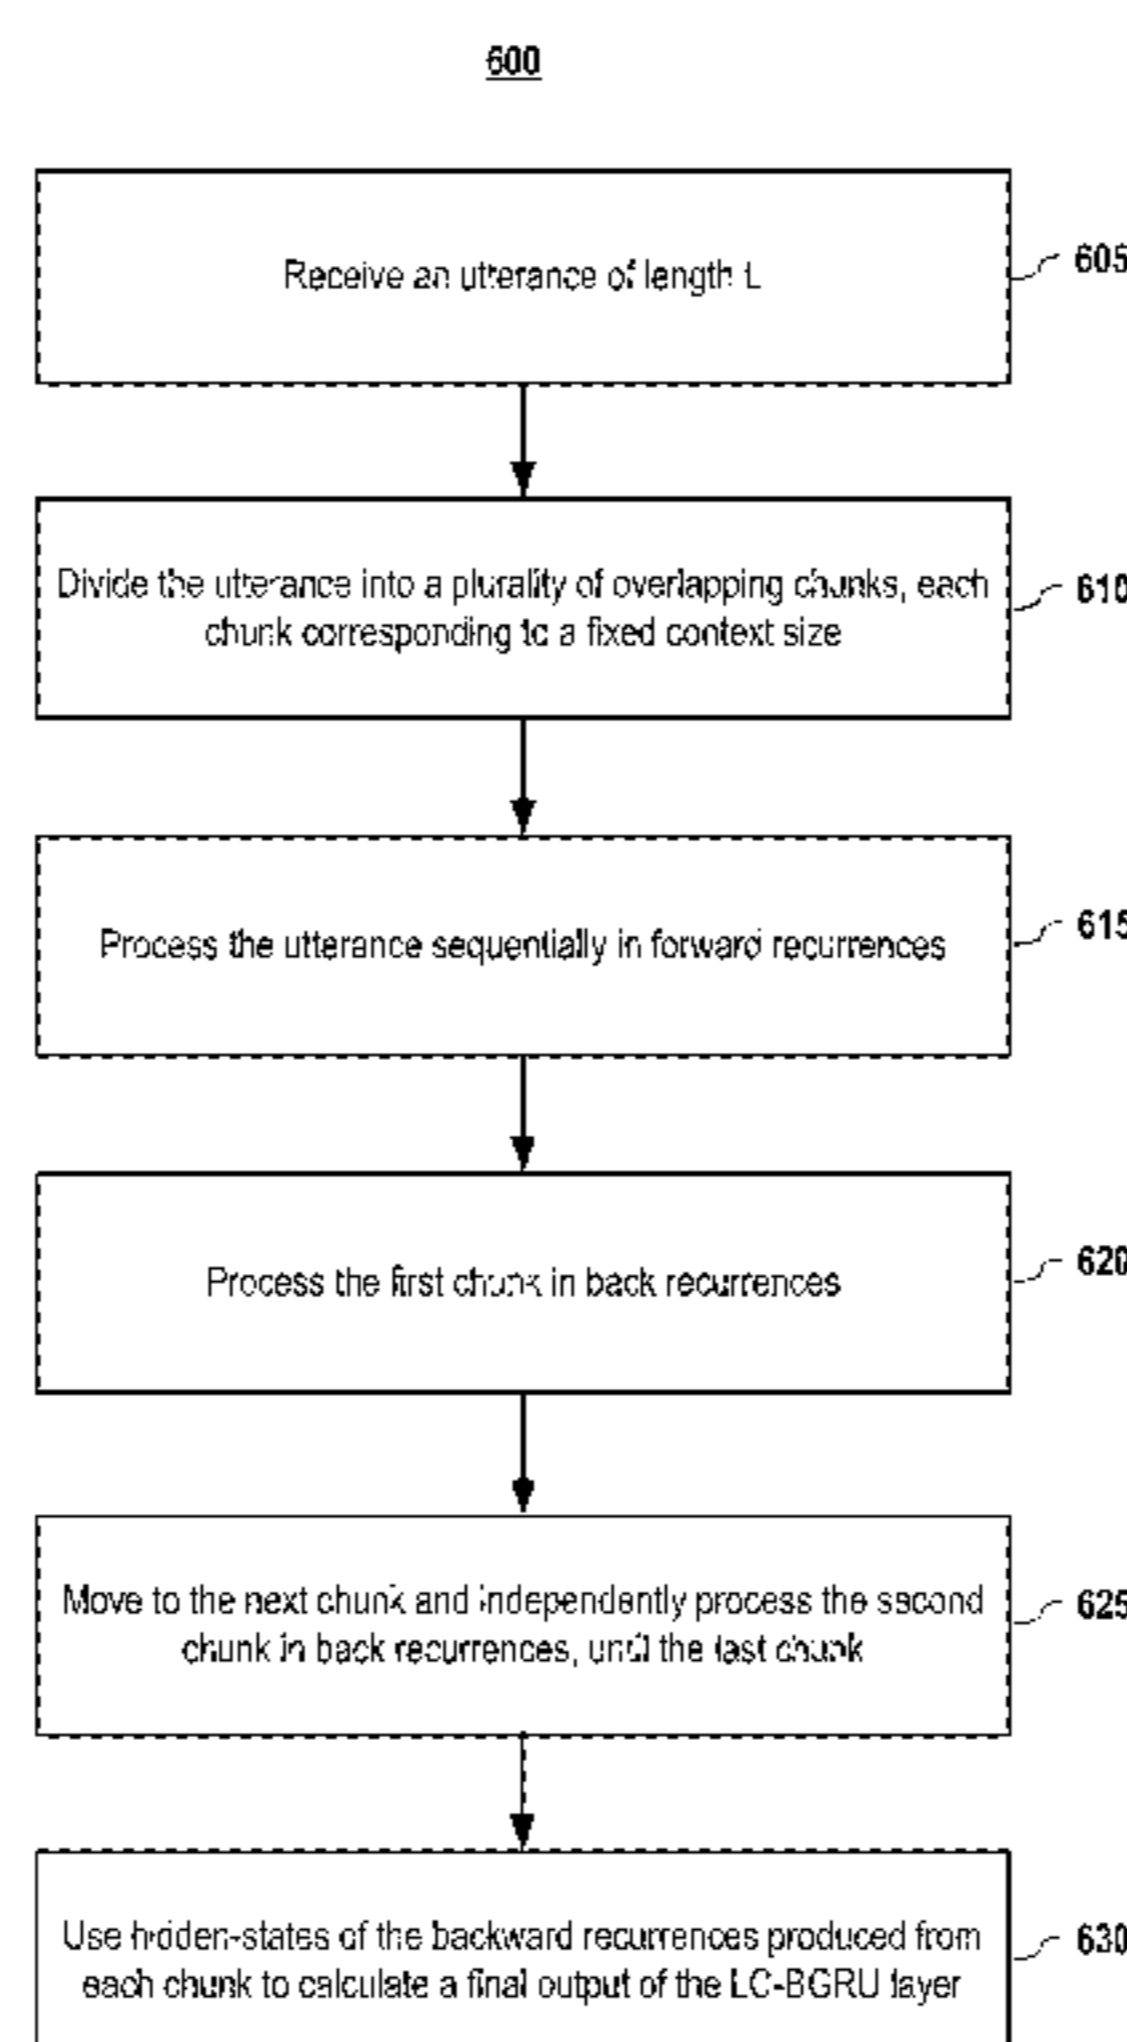 600
Receive an utterance of length L
605
Divide the utterance into a plurality of overlapping chunks, each
chunk corresponding to a fixed context size
610
Process the utterance sequentially in forward recurrences
615
Process the first chunk in back recurrences
620
Move to the next chunk and independently process the second
chunk in back recurrences, until the last chunk
625
Use hidden-states of the backward recurrences produced from
each chunk to calculate a final output of the LC-BGRU layer
630